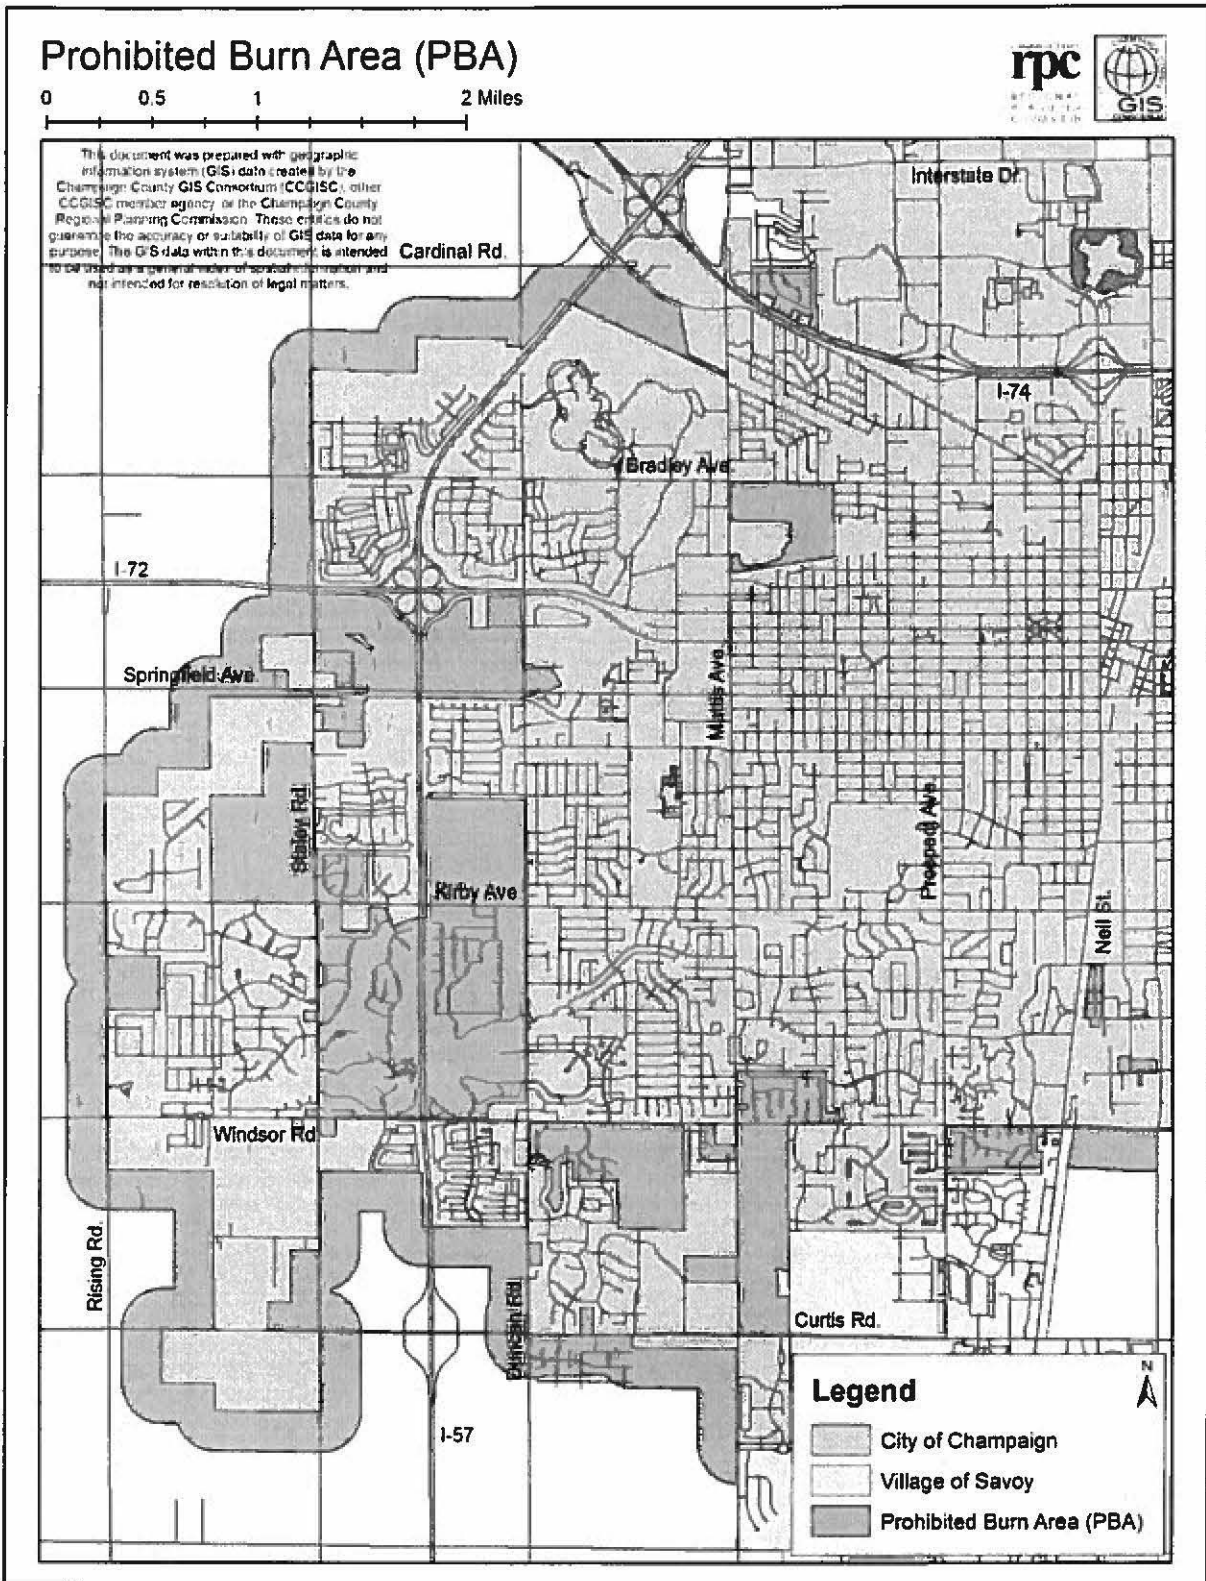 Prohibited Burn Area (PBA)
0 0.5 1 2 Miles
rpc
GIS
This document was prepared with geographic
information system (GIS) data created by the
Champaign County GIS Consortium (CCGISC), other
CCGISC member agency, or the Champaign County
Regional Planning Commission. These entities do not
guarantee the accuracy or suitability of GIS data for any
purpose. The GIS data within this document is intended
to be used as a general index of spatial information and
not intended for resolution of legal matters.
Interstate Dr.
Cardinal Rd.
I-74
Bradley Ave.
I-72
Springfield Ave.
Mattis Ave.
Staley Rd.
Prospect Ave.
Kirby Ave
Neil St.
Windsor Rd.
Rising Rd.
Duncan Rd.
Curtis Rd.
I-57
N
Legend
City of Champaign
Village of Savoy
Prohibited Burn Area (PBA)